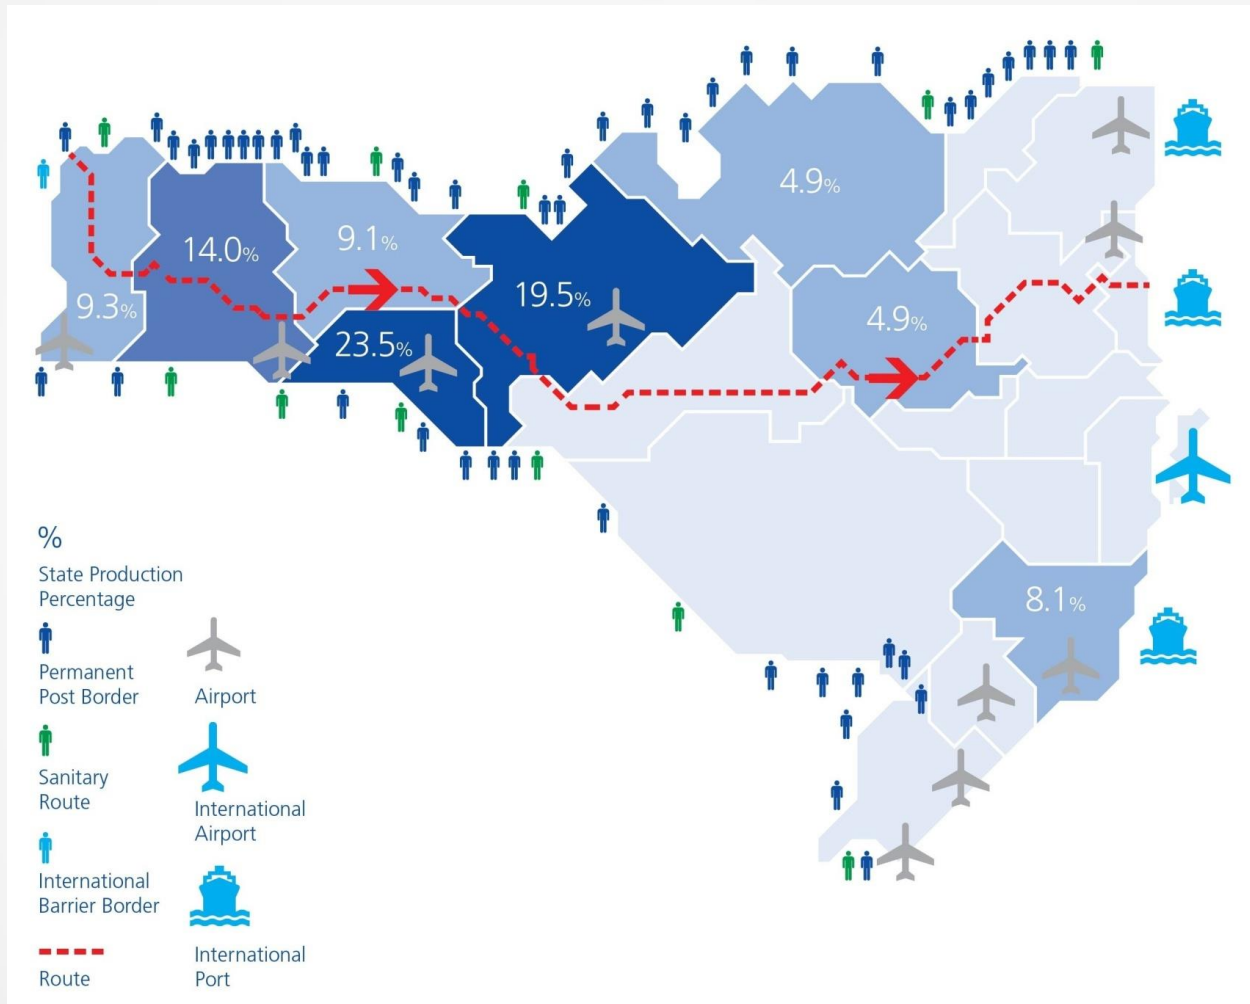 4.9%
14.0%
9.1%
19.5%
9.3%
4.9%
23.5%
8.1%
%
State Production
Percentage
Permanent
Post Border
Airport
Sanitary
Route
International
Airport
International
Barrier Border
Route
International
Port